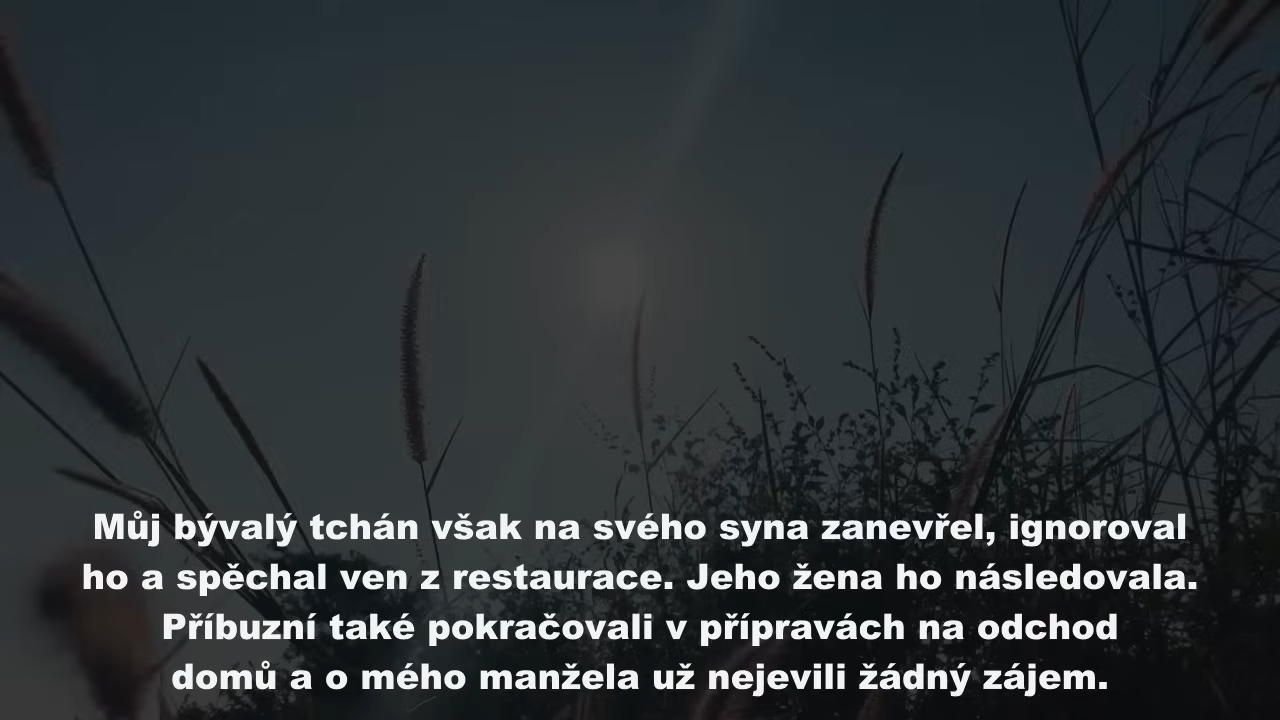 Můj bývalý tchán však na svého syna zanevřel, ignoroval
ho a spěchal ven z restaurace. Jeho žena ho následovala.
Příbuzní také pokračovali v přípravách na odchod
domů a o mého manžela už nejevili žádný zájem.